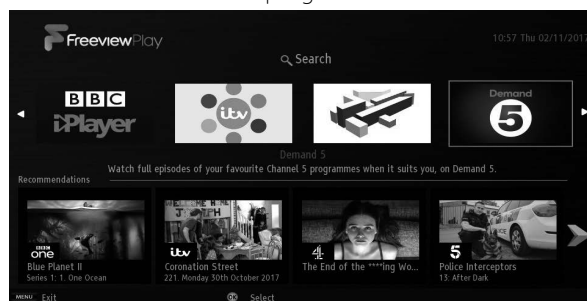 FreeviewPlay
10:57 Thu 02/11/2017
Search
BBC
iPlayer
itv
Demand
5
Demand 5
Watch full episodes of your favourite Channel 5 programmes when it suits you, on Demand 5.
Recommendations
WELCOME HOME
JOSEPH
BBC
one
itv
4
5
Blue Planet II
Coronation Street
The End of the ****ing Wo...
Police Interceptors
Series 1: 1. One Ocean
221. Monday 30th October 2017
13: After Dark
MENU Exit
OK Select